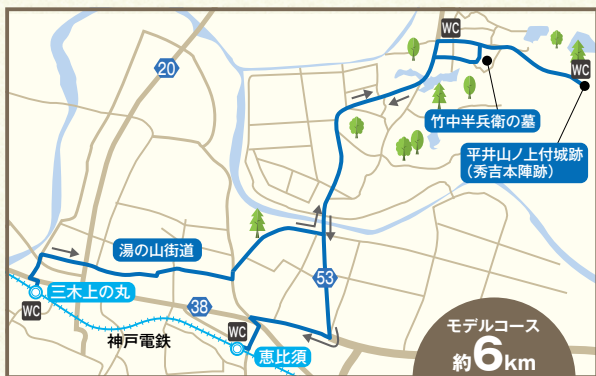 WC
20
WC
竹中半兵衛の墓
平井山ノ上付城跡
(秀吉本陣跡)
湯の山街道
53
三木上の丸
38
WC
WC
神戸電鉄
恵比須
モデルコース
約6km